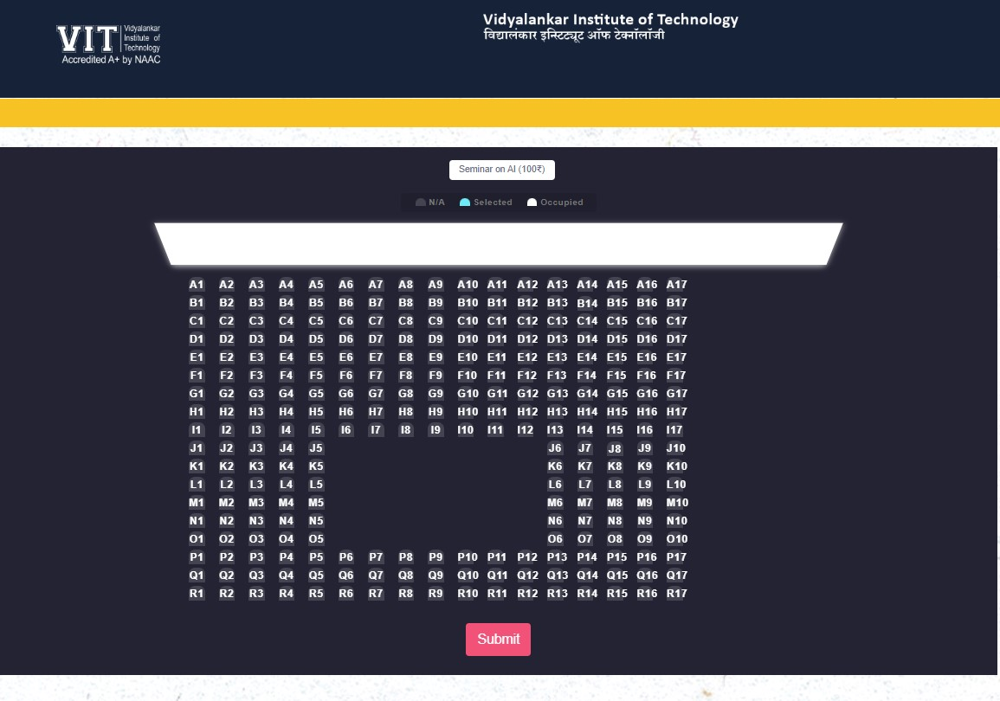 VIT Vidyalankar
Institute of
Technology
Accredited A+ by NAAC
Vidyalankar Institute of Technology
विद्यालंकार इन्स्टिट्यूट ऑफ टेक्नॉलॉजी
Seminar on AI (100₹)
N/A Selected Occupied
A1 A2 A3 A4 A5 A6 A7 A8 A9 A10 A11 A12 A13 A14 A15 A16 A17
B1 B2 B3 B4 B5 B6 B7 B8 B9 B10 B11 B12 B13 B14 B15 B16 B17
C1 C2 C3 C4 C5 C6 C7 C8 C9 C10 C11 C12 C13 C14 C15 C16 C17
D1 D2 D3 D4 D5 D6 D7 D8 D9 D10 D11 D12 D13 D14 D15 D16 D17
E1 E2 E3 E4 E5 E6 E7 E8 E9 E10 E11 E12 E13 E14 E15 E16 E17
F1 F2 F3 F4 F5 F6 F7 F8 F9 F10 F11 F12 F13 F14 F15 F16 F17
G1 G2 G3 G4 G5 G6 G7 G8 G9 G10 G11 G12 G13 G14 G15 G16 G17
H1 H2 H3 H4 H5 H6 H7 H8 H9 H10 H11 H12 H13 H14 H15 H16 H17
I1 I2 I3 I4 I5 I6 I7 I8 I9 I10 I11 I12 I13 I14 I15 I16 I17
J1 J2 J3 J4 J5 J6 J7 J8 J9 J10
K1 K2 K3 K4 K5 K6 K7 K8 K9 K10
L1 L2 L3 L4 L5 L6 L7 L8 L9 L10
M1 M2 M3 M4 M5 M6 M7 M8 M9 M10
N1 N2 N3 N4 N5 N6 N7 N8 N9 N10
O1 O2 O3 O4 O5 O6 O7 O8 O9 O10
P1 P2 P3 P4 P5 P6 P7 P8 P9 P10 P11 P12 P13 P14 P15 P16 P17
Q1 Q2 Q3 Q4 Q5 Q6 Q7 Q8 Q9 Q10 Q11 Q12 Q13 Q14 Q15 Q16 Q17
R1 R2 R3 R4 R5 R6 R7 R8 R9 R10 R11 R12 R13 R14 R15 R16 R17
Submit